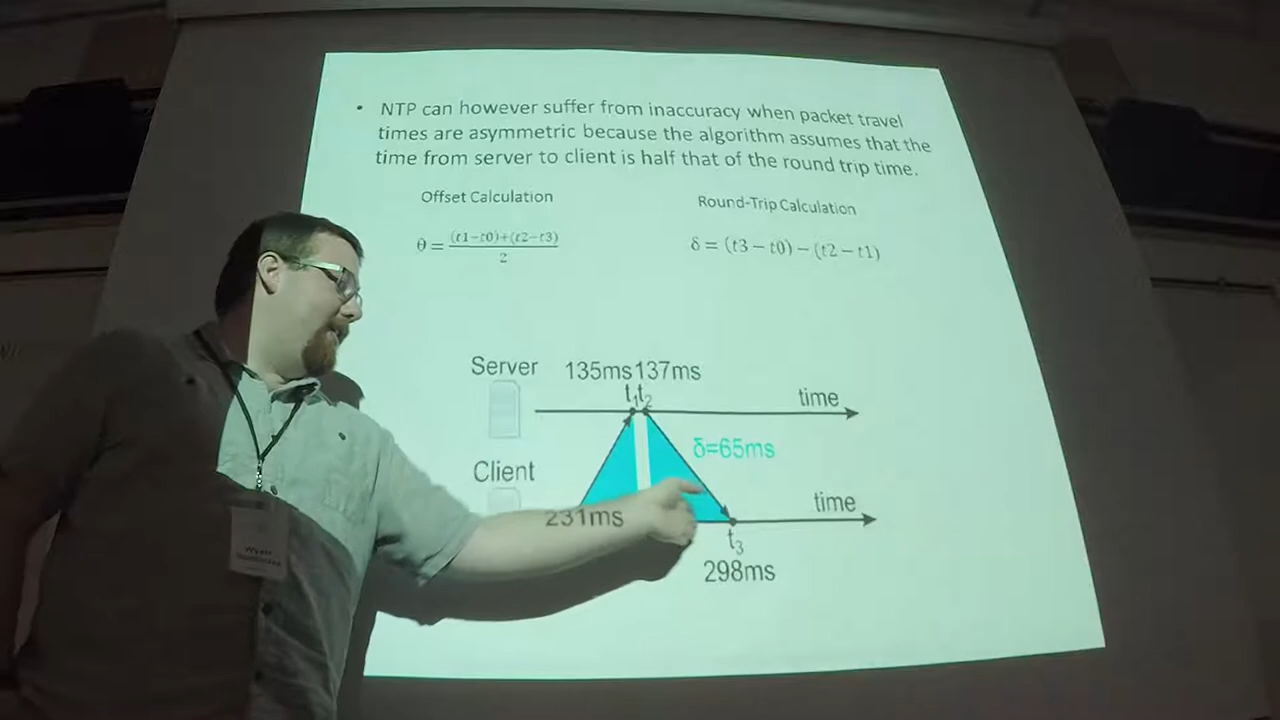 • NTP can however suffer from inaccuracy when packet travel
times are asymmetric because the algorithm assumes that the
time from server to client is half that of the round trip time.
Offset Calculation
Round-Trip Calculation
θ = (t1−t0)+(t2−t3) / 2
δ = (t3 − t0) − (t2 − t1)
Server 135ms 137ms
t₁ t₂
time
δ=65ms
Client
time
231ms
t₃
298ms
Wyatt